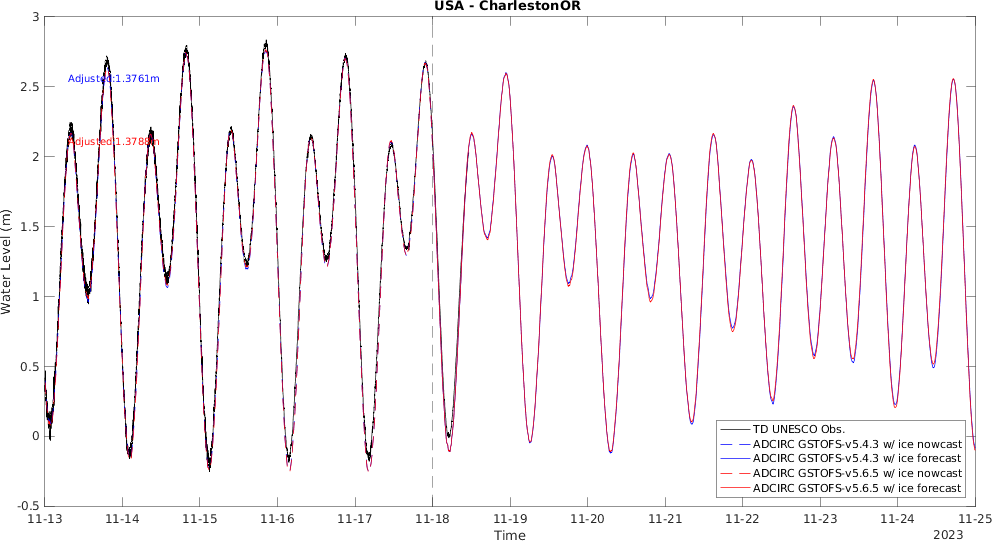 USA - CharlestonOR
3
2.5
2
1.5
1
0.5
0
-0.5
Water Level (m)
Adjusted:1.3761m
Adjusted:1.3788m
TD UNESCO Obs.
ADCIRC GSTOFS-v5.4.3 w/ ice nowcast
ADCIRC GSTOFS-v5.4.3 w/ ice forecast
ADCIRC GSTOFS-v5.6.5 w/ ice nowcast
ADCIRC GSTOFS-v5.6.5 w/ ice forecast
11-13 11-14 11-15 11-16 11-17 11-18 11-19 11-20 11-21 11-22 11-23 11-24 11-25
Time
2023